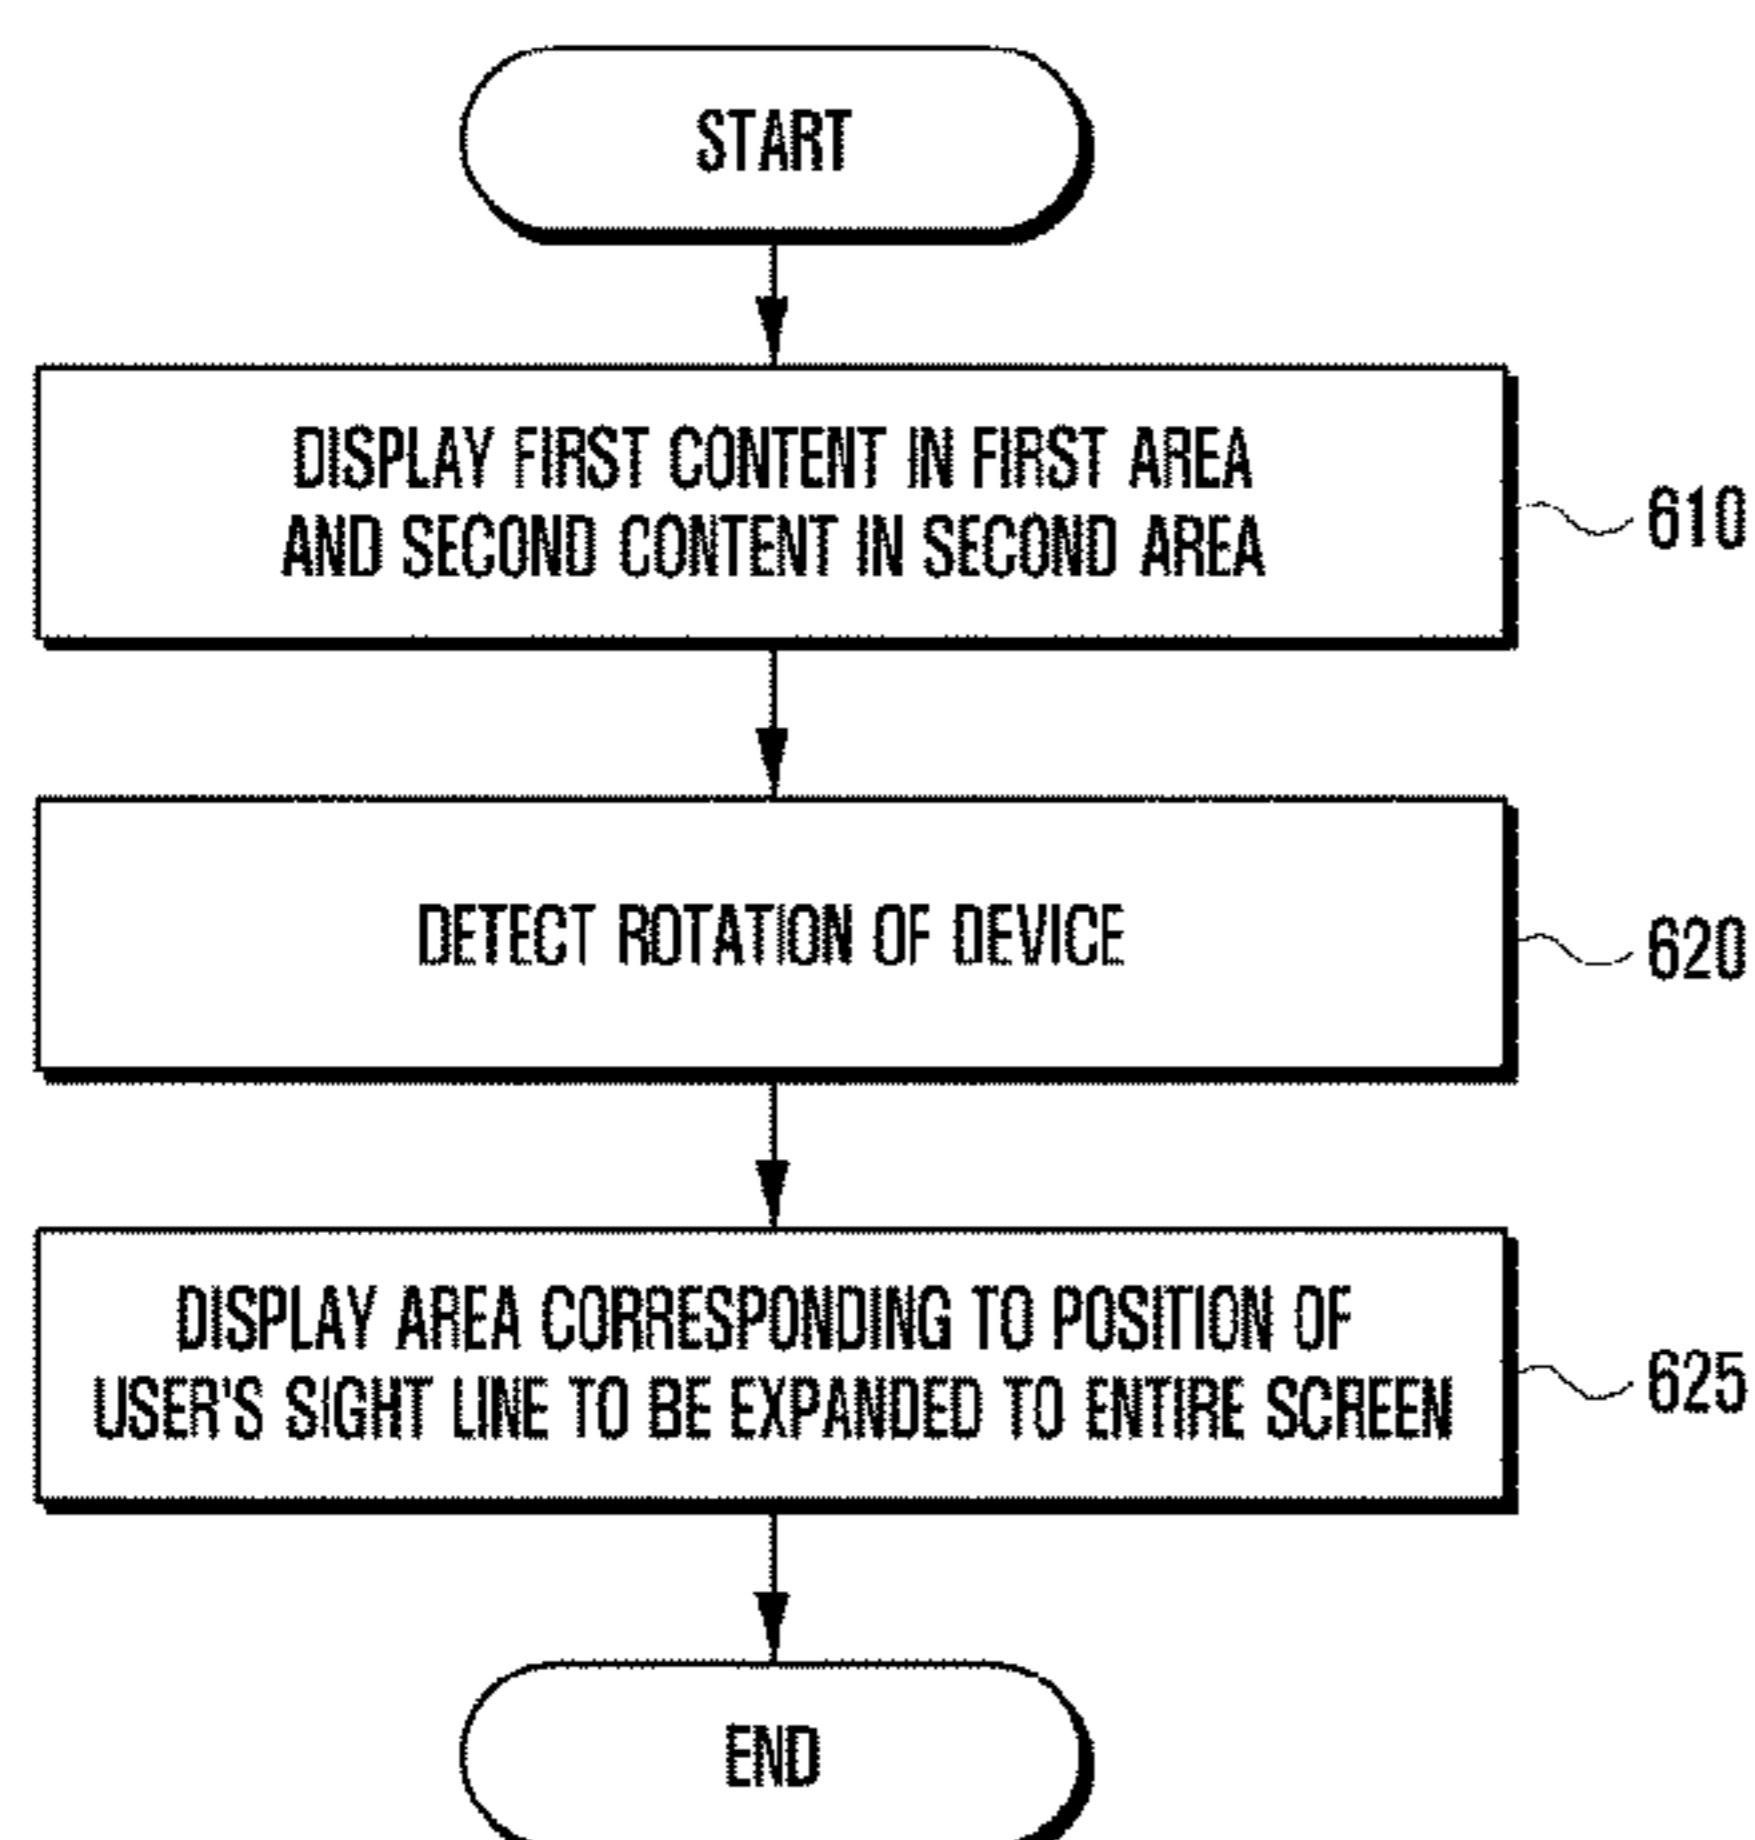 START
DISPLAY FIRST CONTENT IN FIRST AREA
AND SECOND CONTENT IN SECOND AREA
610
DETECT ROTATION OF DEVICE
620
DISPLAY AREA CORRESPONDING TO POSITION OF
USER'S SIGHT LINE TO BE EXPANDED TO ENTIRE SCREEN
625
END